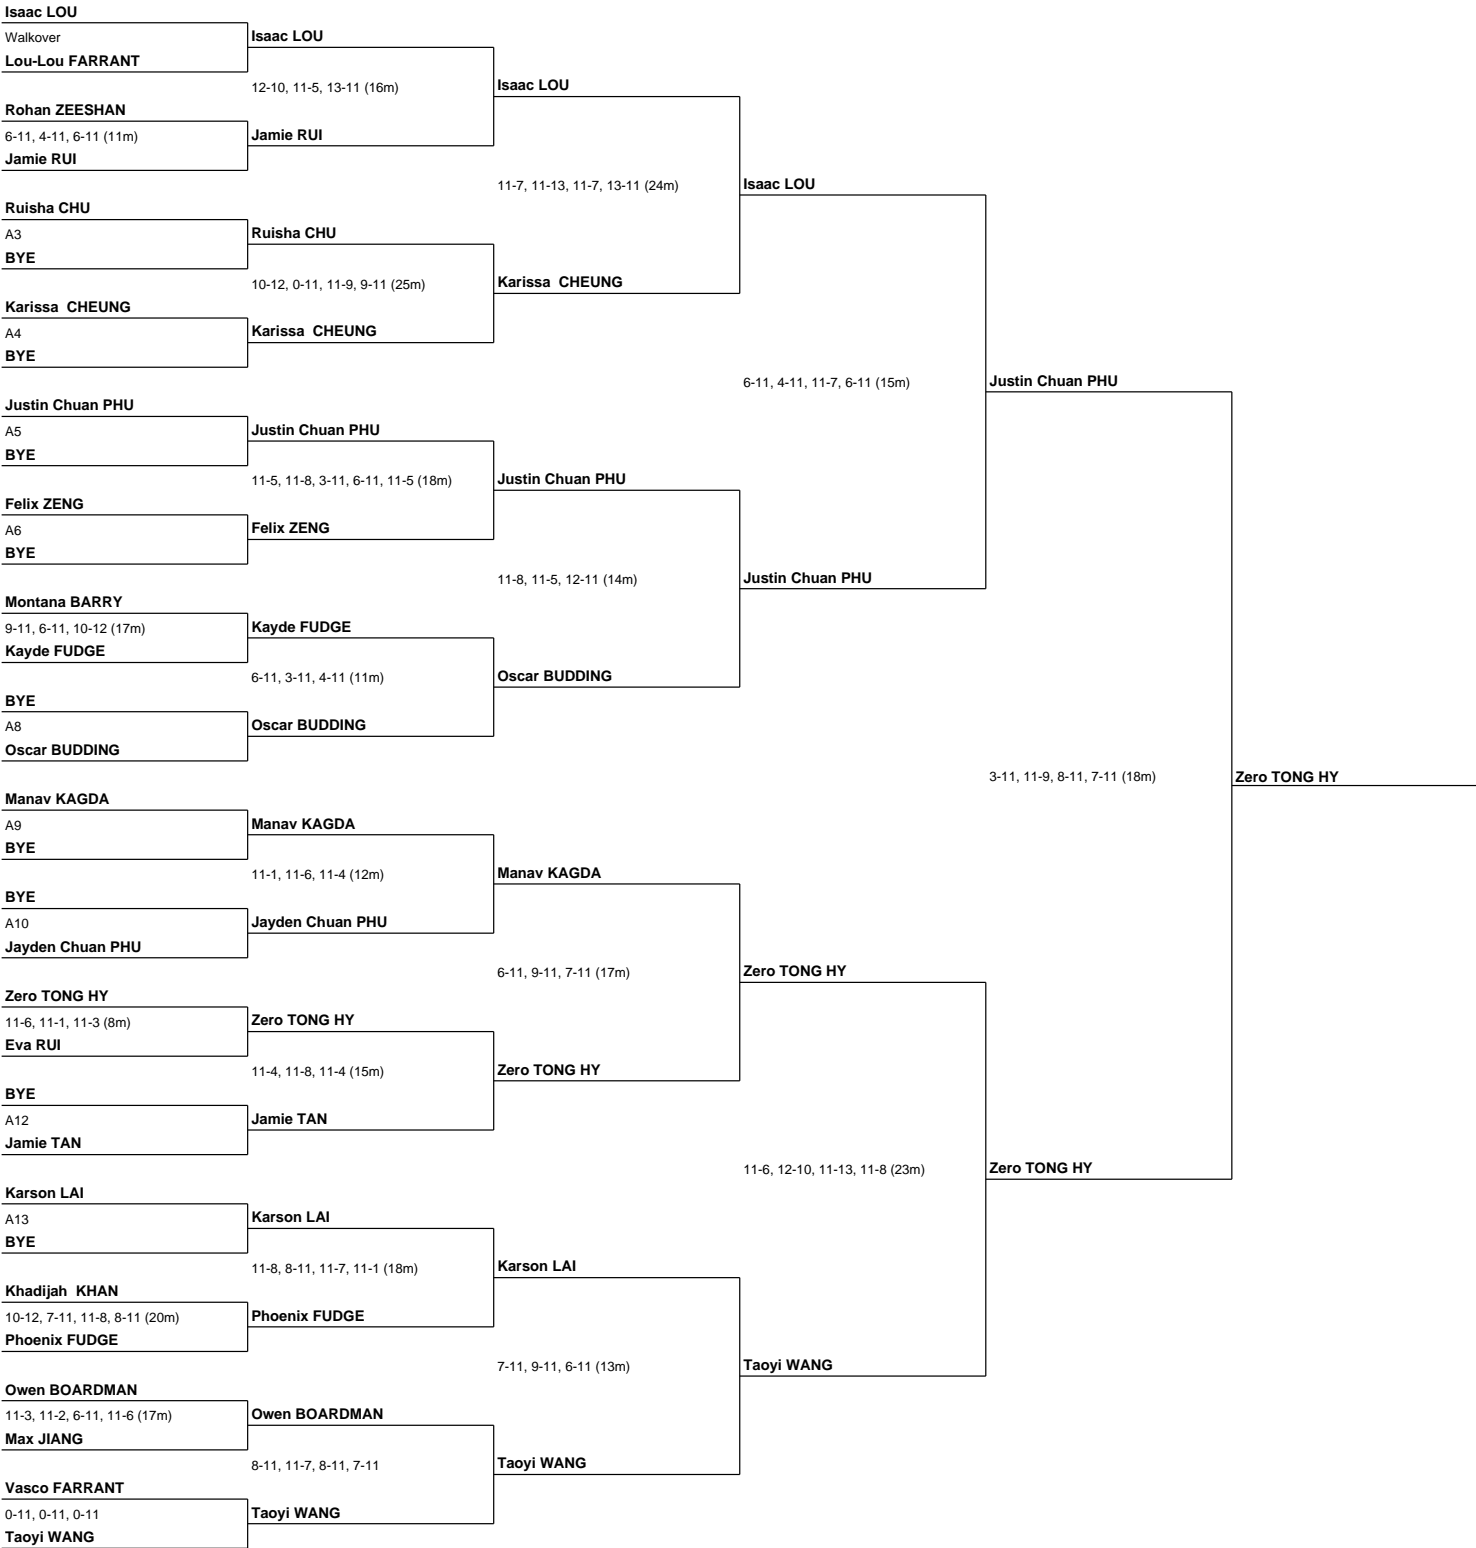 Isaac LOU
Walkover
Isaac LOU
Lou-Lou FARRANT
12-10, 11-5, 13-11 (16m)
Isaac LOU
Rohan ZEESHAN
6-11, 4-11, 6-11 (11m)
Jamie RUI
Jamie RUI
11-7, 11-13, 11-7, 13-11 (24m)
Isaac LOU
Ruisha CHU
A3
Ruisha CHU
BYE
10-12, 0-11, 11-9, 9-11 (25m)
Karissa  CHEUNG
Karissa  CHEUNG
A4
Karissa  CHEUNG
BYE
6-11, 4-11, 11-7, 6-11 (15m)
Justin Chuan PHU
Justin Chuan PHU
A5
Justin Chuan PHU
BYE
11-5, 11-8, 3-11, 6-11, 11-5 (18m)
Justin Chuan PHU
Felix ZENG
A6
Felix ZENG
BYE
11-8, 11-5, 12-11 (14m)
Justin Chuan PHU
Montana BARRY
9-11, 6-11, 10-12 (17m)
Kayde FUDGE
Kayde FUDGE
6-11, 3-11, 4-11 (11m)
Oscar BUDDING
BYE
A8
Oscar BUDDING
Oscar BUDDING
3-11, 11-9, 8-11, 7-11 (18m)
Zero TONG HY
Manav KAGDA
A9
Manav KAGDA
BYE
11-1, 11-6, 11-4 (12m)
Manav KAGDA
BYE
A10
Jayden Chuan PHU
Jayden Chuan PHU
6-11, 9-11, 7-11 (17m)
Zero TONG HY
Zero TONG HY
11-6, 11-1, 11-3 (8m)
Zero TONG HY
Eva RUI
11-4, 11-8, 11-4 (15m)
Zero TONG HY
BYE
A12
Jamie TAN
Jamie TAN
11-6, 12-10, 11-13, 11-8 (23m)
Zero TONG HY
Karson LAI
A13
Karson LAI
BYE
11-8, 8-11, 11-7, 11-1 (18m)
Karson LAI
Khadijah  KHAN
10-12, 7-11, 11-8, 8-11 (20m)
Phoenix FUDGE
Phoenix FUDGE
7-11, 9-11, 6-11 (13m)
Taoyi WANG
Owen BOARDMAN
11-3, 11-2, 6-11, 11-6 (17m)
Owen BOARDMAN
Max JIANG
8-11, 11-7, 8-11, 7-11
Taoyi WANG
Vasco FARRANT
0-11, 0-11, 0-11
Taoyi WANG
Taoyi WANG